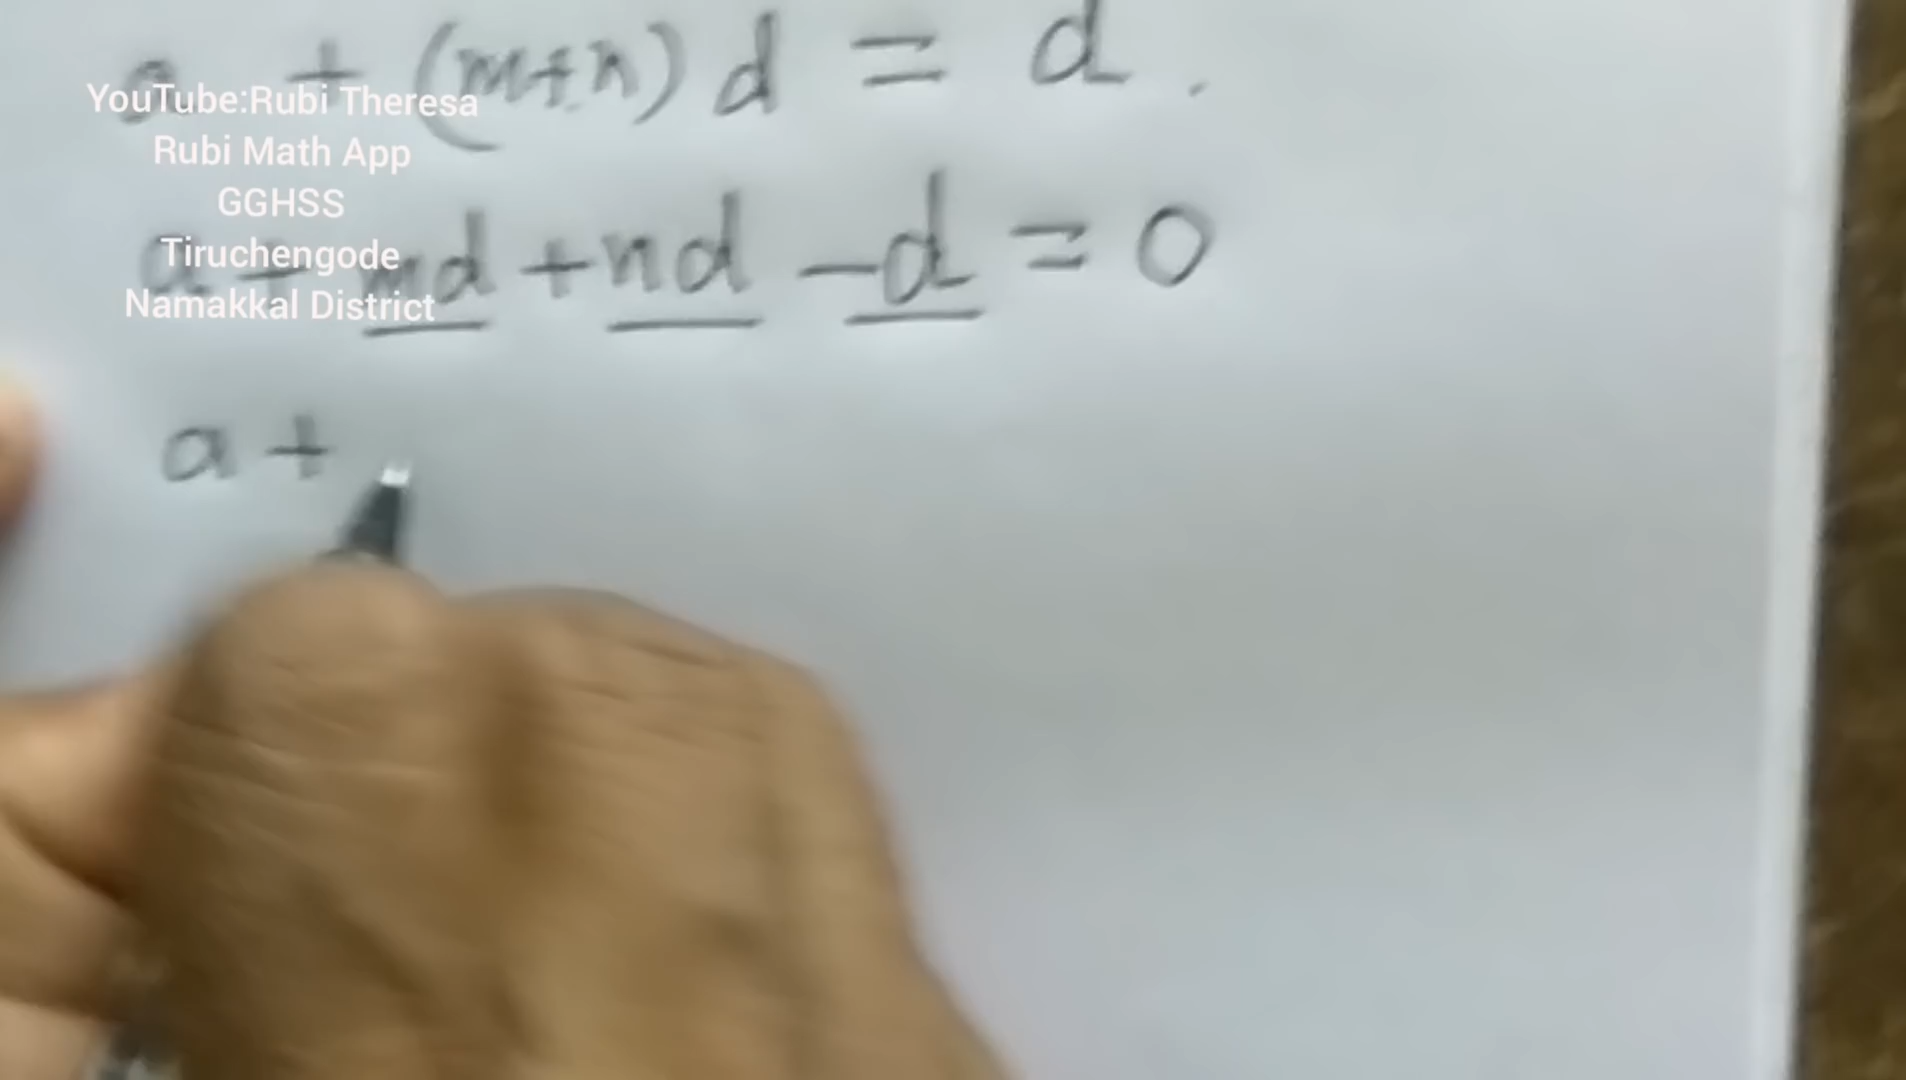 a + (m+n) d = d.
YouTube:Rubi Theresa
Rubi Math App
GGHSS
a + md + nd - d = 0
Tiruchengode
Namakkal District
a +